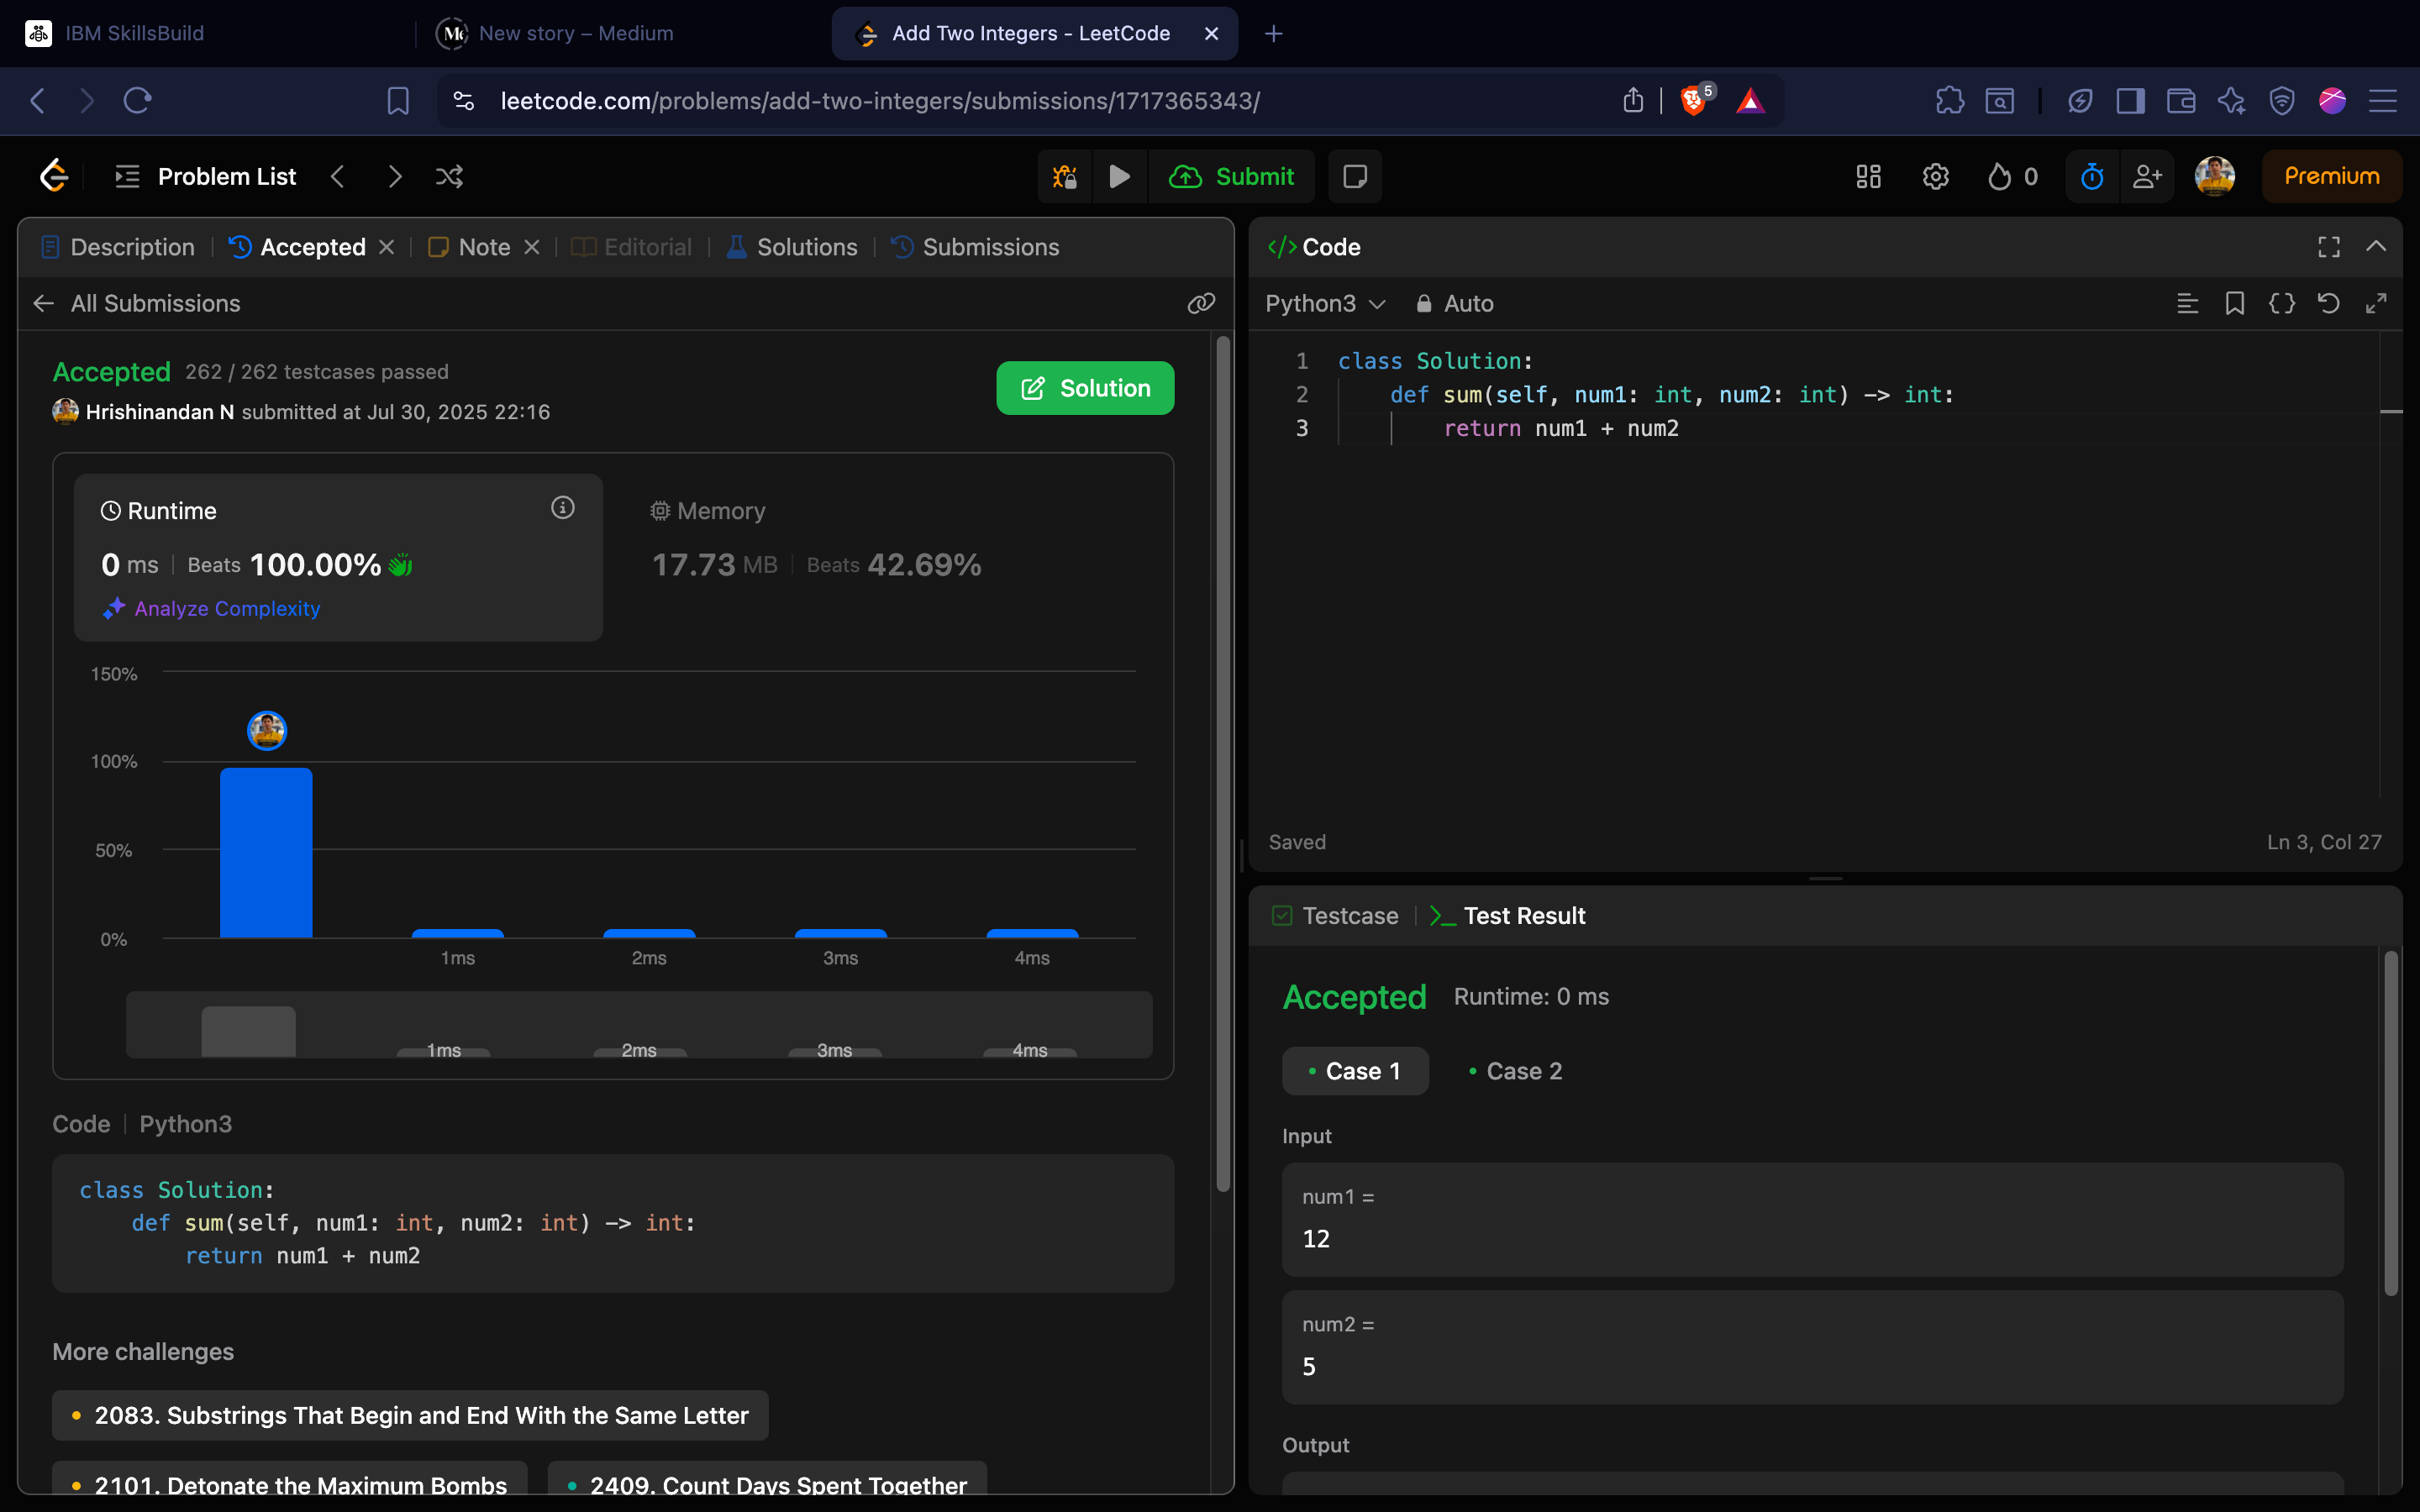 IBM SkillsBuild
New story – Medium
Add Two Integers - LeetCode
leetcode.com/problems/add-two-integers/submissions/1717365343/
5
Problem List
Submit
0
Premium
Description
Accepted
Note
Editorial
Solutions
Submissions
All Submissions
Accepted 262 / 262 testcases passed
Hrishinandan N submitted at Jul 30, 2025 22:16
Solution
Runtime
0 ms Beats 100.00%
Analyze Complexity
Memory
17.73 MB Beats 42.69%
150%
100%
50%
0%
1ms 2ms 3ms 4ms
1ms 2ms 3ms 4ms
Code Python3
class Solution:
    def sum(self, num1: int, num2: int) -> int:
        return num1 + num2
More challenges
2083. Substrings That Begin and End With the Same Letter
2101. Detonate the Maximum Bombs
2409. Count Days Spent Together
</> Code
Python3
Auto
1 class Solution:
2     def sum(self, num1: int, num2: int) -> int:
3         return num1 + num2
Saved
Ln 3, Col 27
Testcase
Test Result
Accepted Runtime: 0 ms
Case 1
Case 2
Input
num1 =
12
num2 =
5
Output